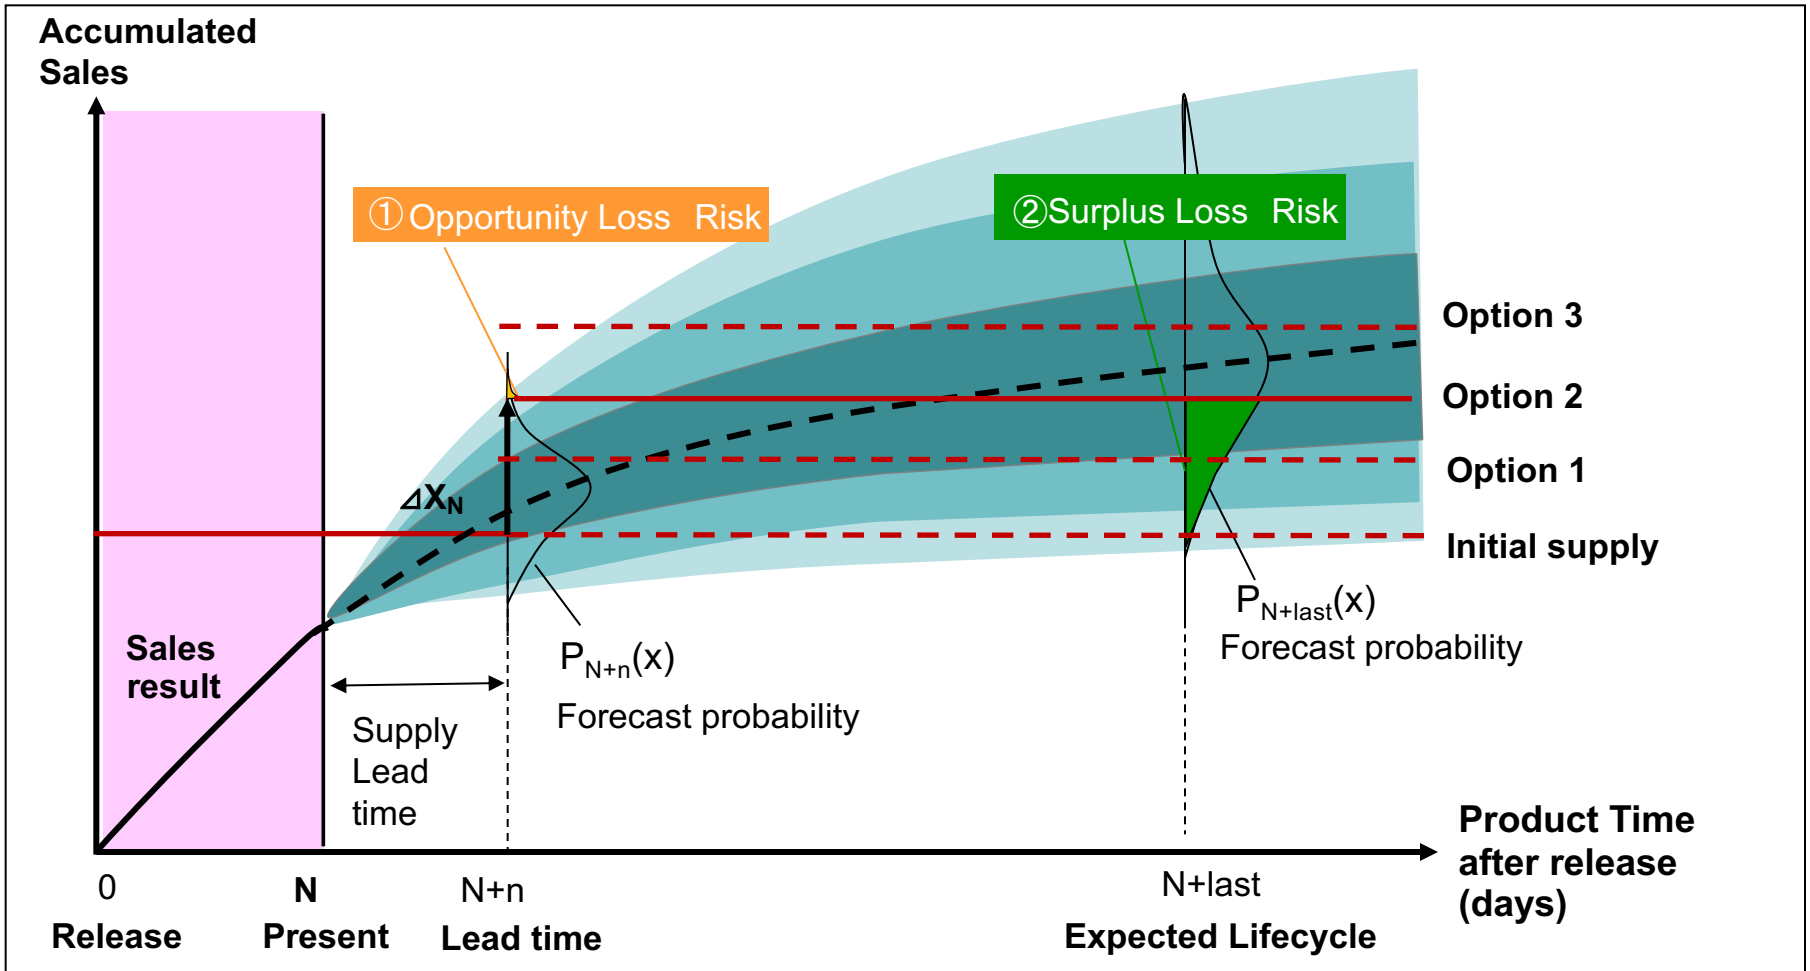 Accumulated
Sales
① Opportunity Loss Risk
②Surplus Loss Risk
Option 3
Option 2
Option 1
Initial supply
⊿XN
Sales
result
PN+n(x)
Forecast probability
PN+last(x)
Forecast probability
Supply
Lead
time
Product Time
after release
(days)
0
N
N+n
N+last
Release
Present
Lead time
Expected Lifecycle